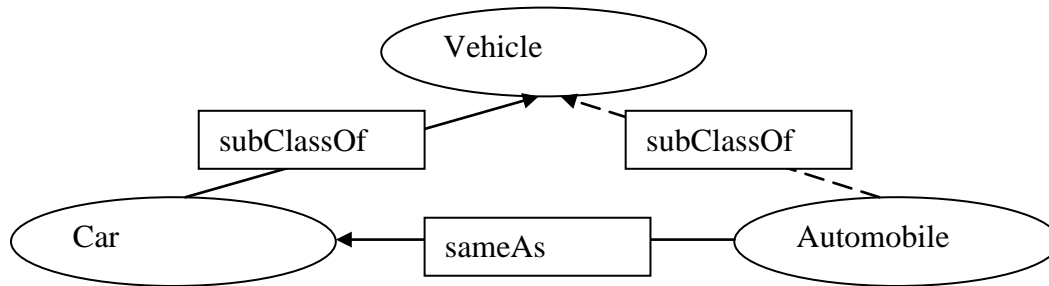 Vehicle
subClassOf
subClassOf
Car
sameAs
Automobile